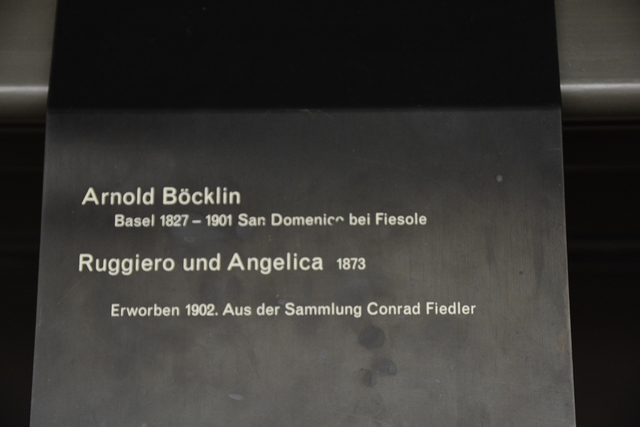 Arnold Böcklin
Basel 1827 – 1901 San Domenico bei Fiesole
Ruggiero und Angelica 1873
Erworben 1902. Aus der Sammlung Conrad Fiedler